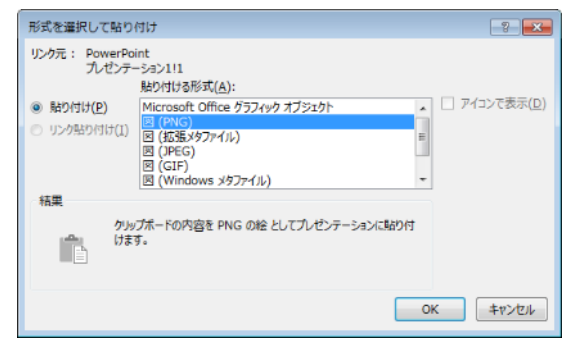 形式を選択して貼り付け
リンク元： PowerPoint
プレゼンテーション1!1
貼り付ける形式(A):
貼り付け(P)
リンク貼り付け(I)
Microsoft Office グラフィック オブジェクト
図 (PNG)
図 (拡張メタファイル)
図 (JPEG)
図 (GIF)
図 (Windows メタファイル)
アイコンで表示(D)
結果
クリップボードの内容を PNG の絵 としてプレゼンテーションに貼り付
けます。
OK
キャンセル